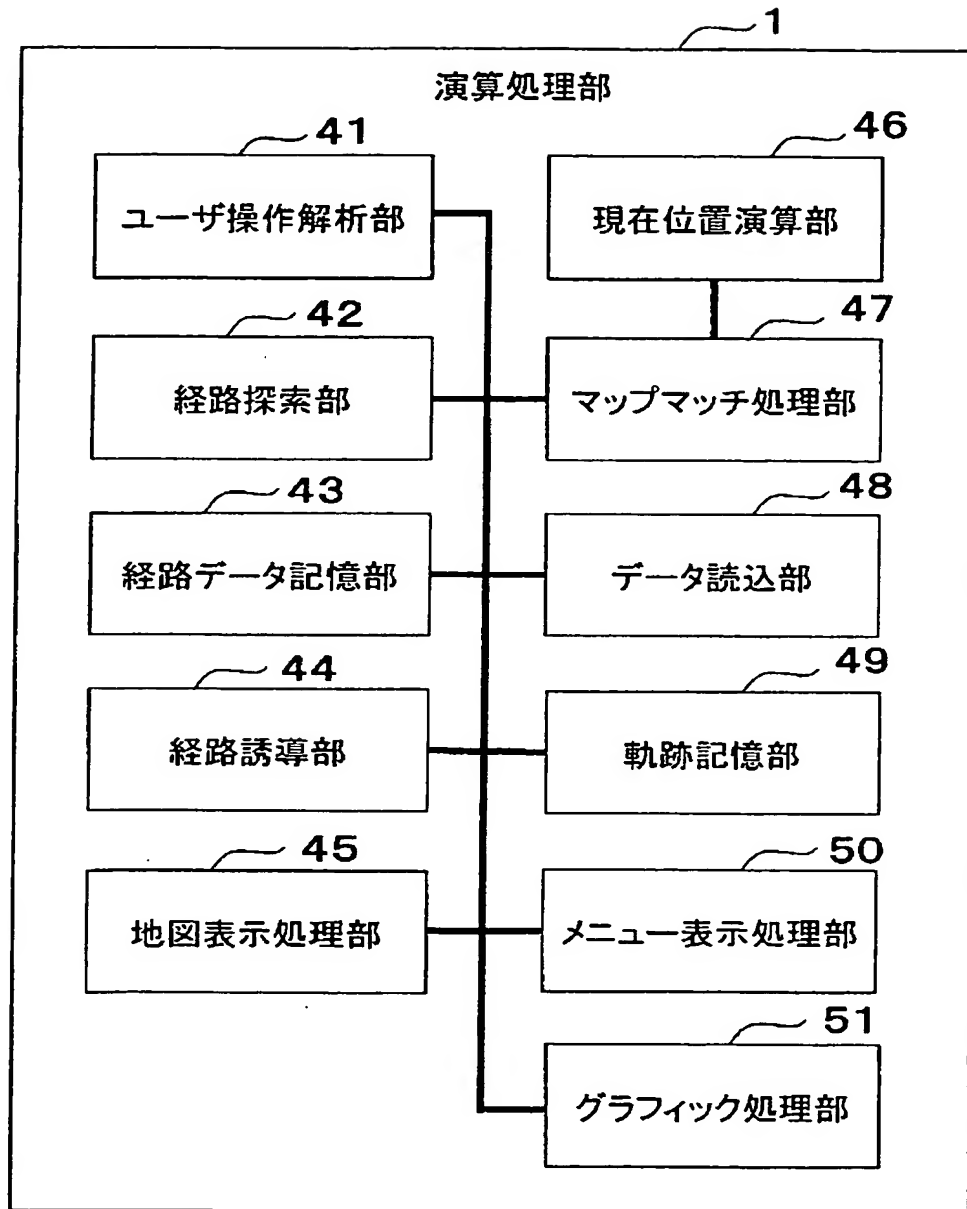 1
演算処理部
41
ユーザ操作解析部
46
現在位置演算部
42
経路探索部
47
マップマッチ処理部
43
経路データ記憶部
48
データ読込部
44
経路誘導部
49
軌跡記憶部
45
地図表示処理部
50
メニュー表示処理部
51
グラフィック処理部